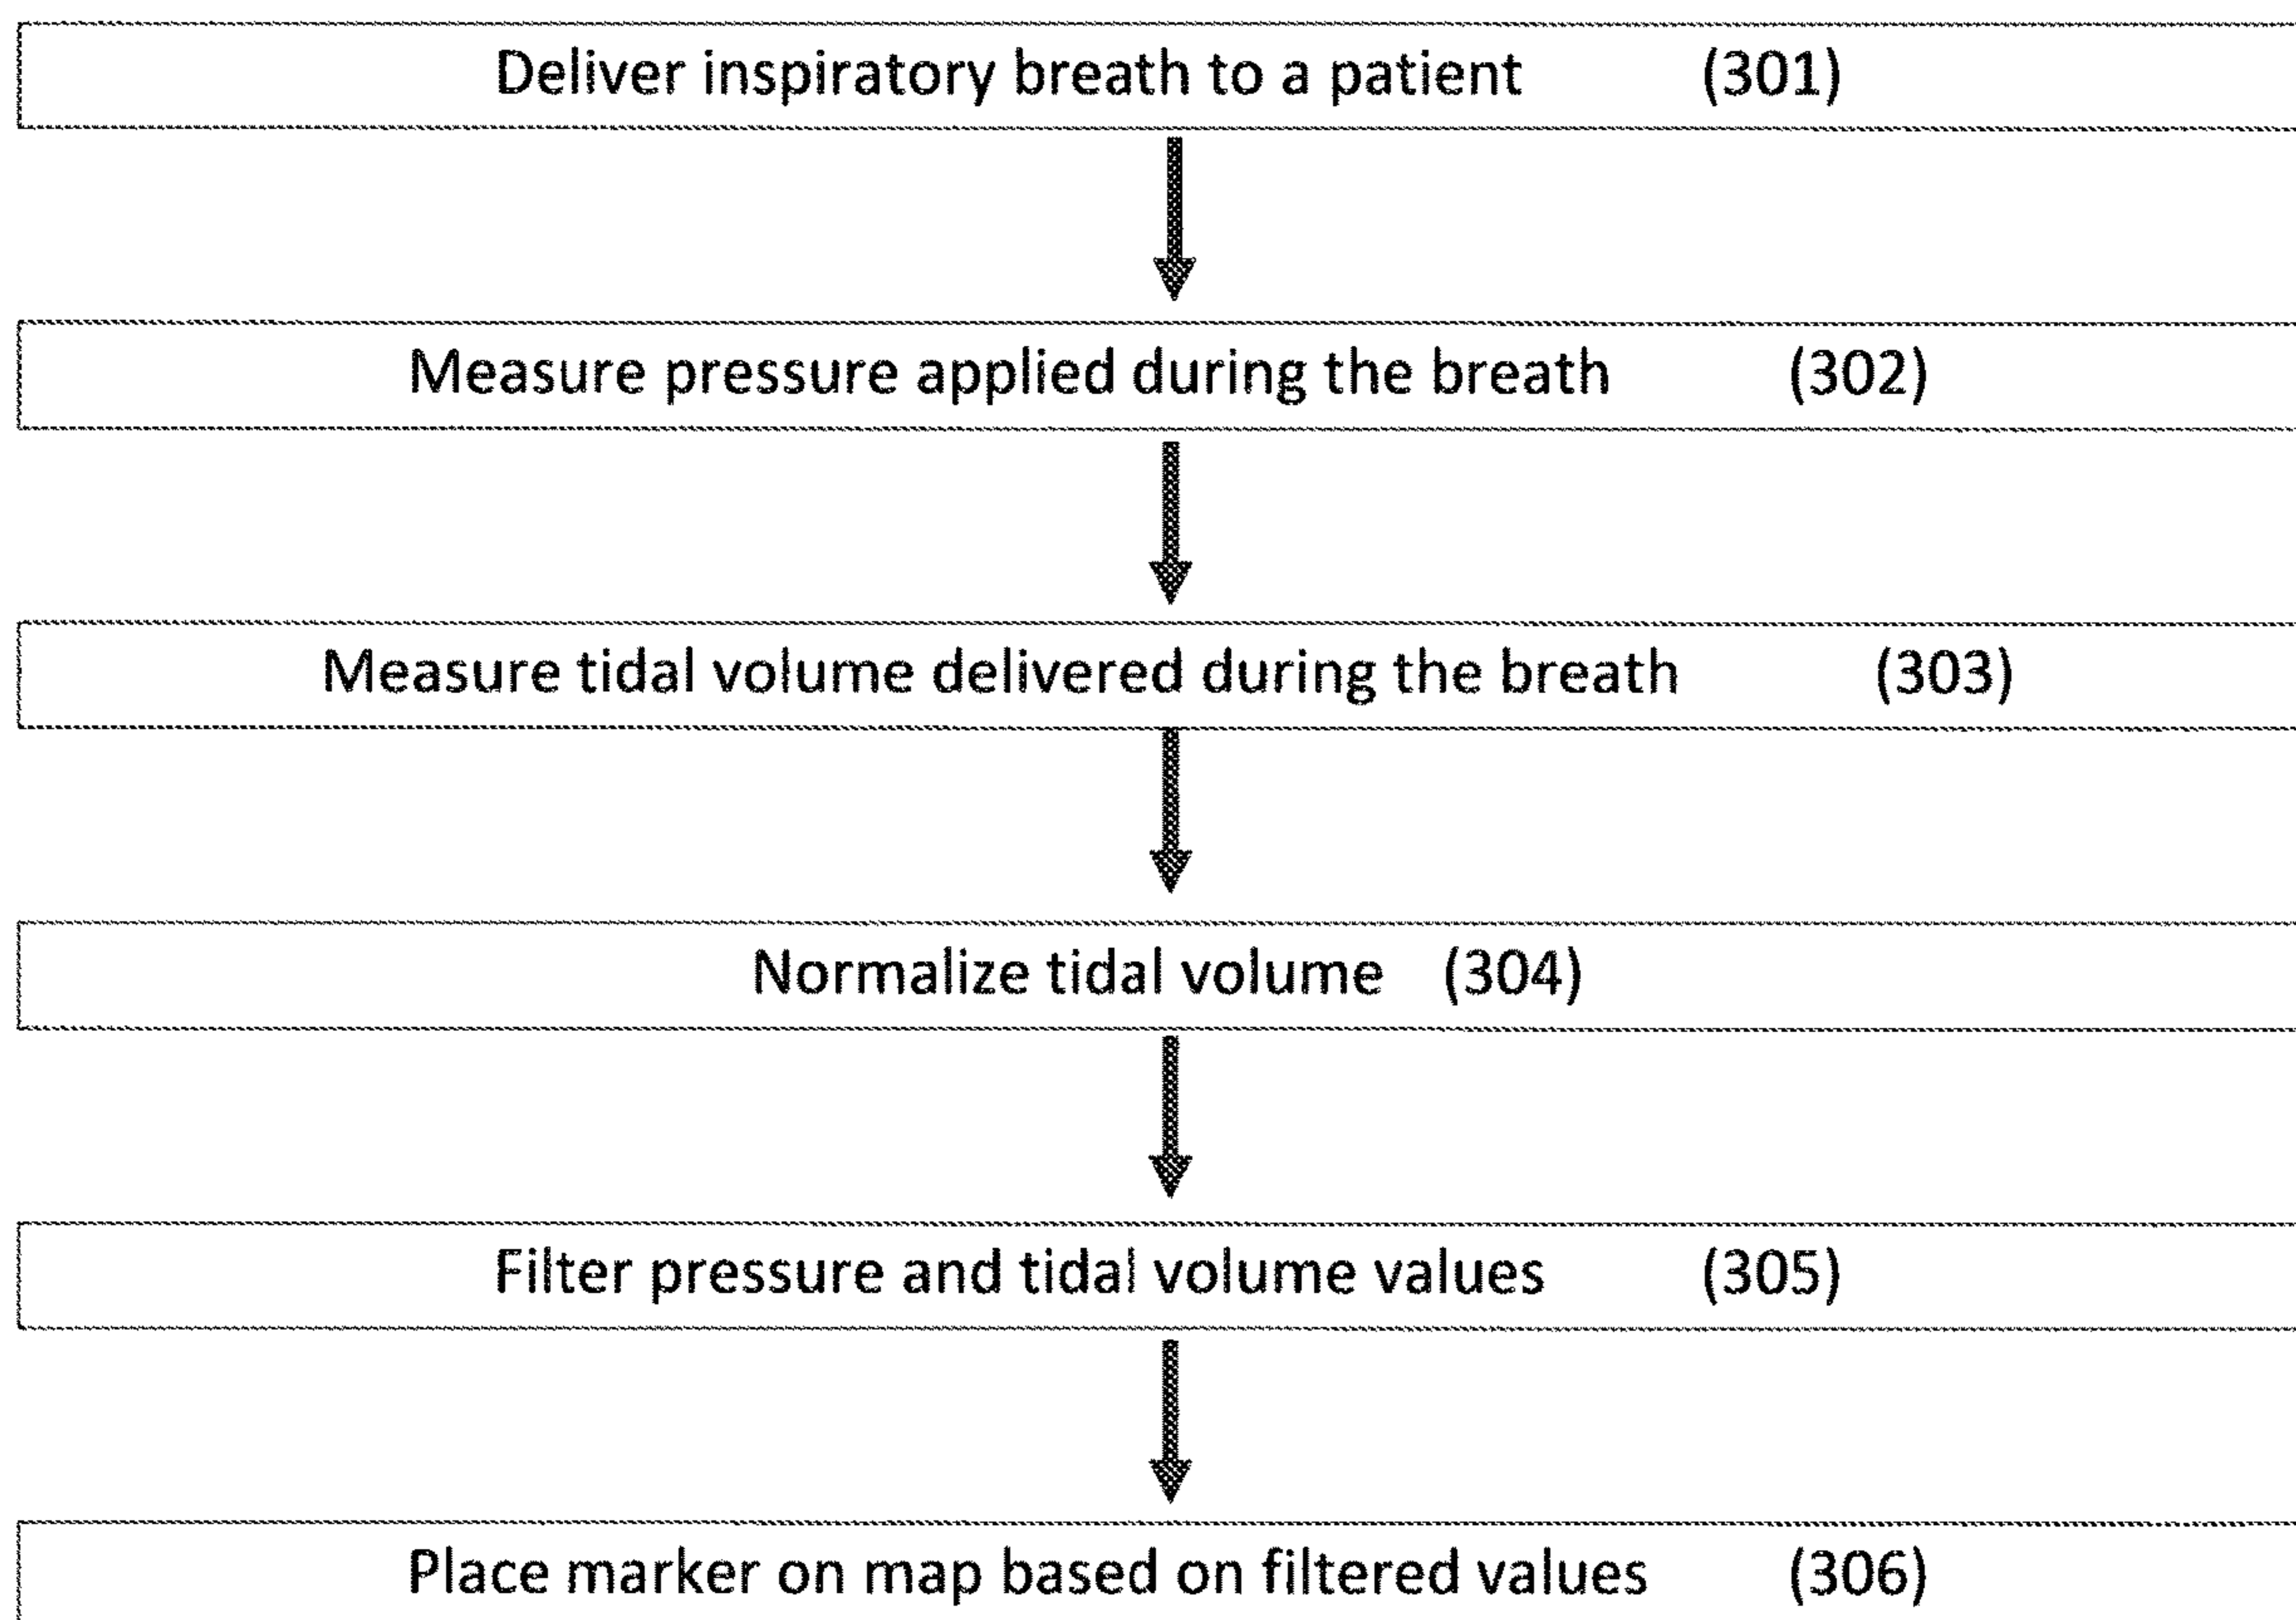 Deliver inspiratory breath to a patient (301)
Measure pressure applied during the breath (302)
Measure tidal volume delivered during the breath (303)
Normalize tidal volume (304)
Filter pressure and tidal volume values (305)
Place marker on map based on filtered values (306)